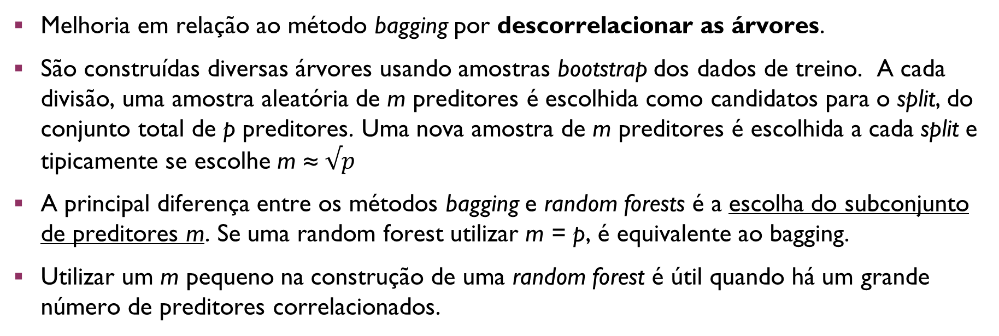 ▪ Melhoria em relação ao método bagging por descorrelacionar as árvores.
▪ São construídas diversas árvores usando amostras bootstrap dos dados de treino. A cada
divisão, uma amostra aleatória de m preditores é escolhida como candidatos para o split, do
conjunto total de p preditores. Uma nova amostra de m preditores é escolhida a cada split e
tipicamente se escolhe m ≈ √p
▪ A principal diferença entre os métodos bagging e random forests é a escolha do subconjunto
de preditores m. Se uma random forest utilizar m = p, é equivalente ao bagging.
▪ Utilizar um m pequeno na construção de uma random forest é útil quando há um grande
número de preditores correlacionados.